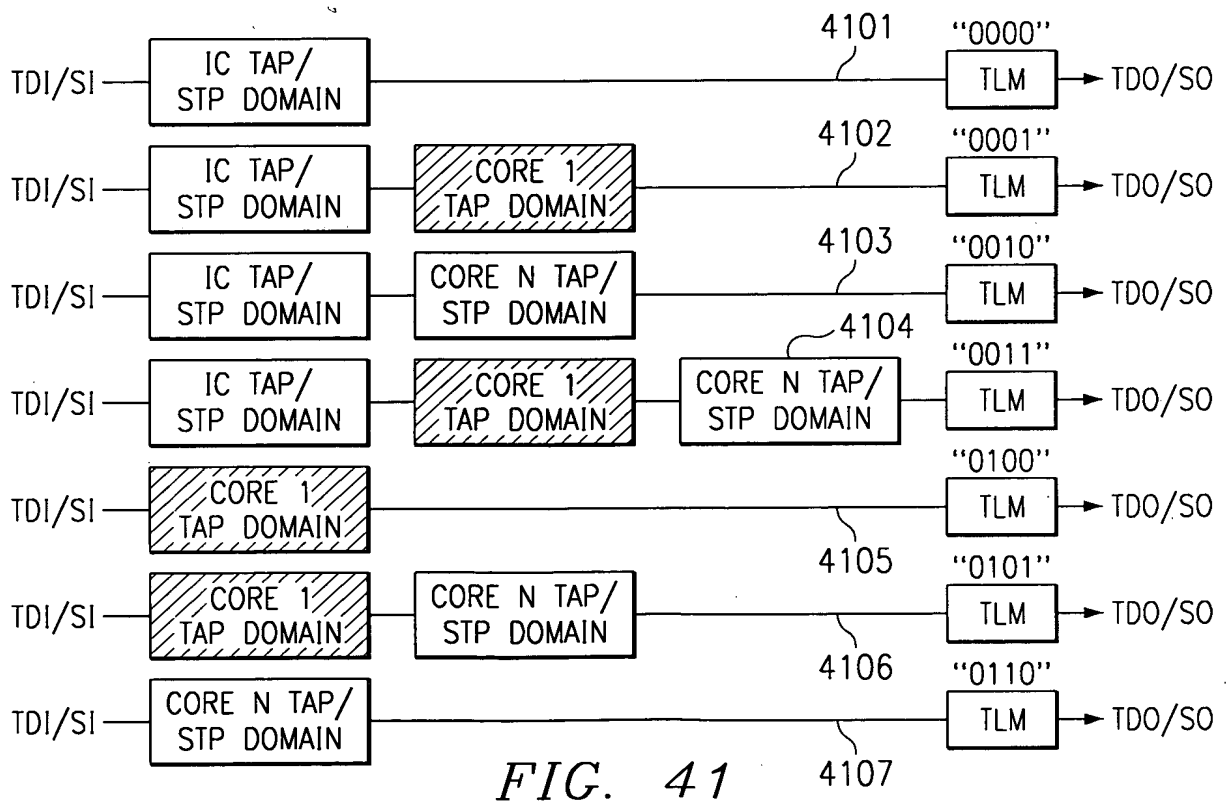 4101
"0000"
TDI/SI
IC TAP/
STP DOMAIN
TLM
TDO/SO
4102
"0001"
TDI/SI
IC TAP/
STP DOMAIN
CORE 1
TAP DOMAIN
TLM
TDO/SO
4103
"0010"
TDI/SI
IC TAP/
STP DOMAIN
CORE N TAP/
STP DOMAIN
TLM
TDO/SO
4104
"0011"
TDI/SI
IC TAP/
STP DOMAIN
CORE 1
TAP DOMAIN
CORE N TAP/
STP DOMAIN
TLM
TDO/SO
"0100"
TDI/SI
CORE 1
TAP DOMAIN
TLM
TDO/SO
4105
"0101"
TDI/SI
CORE 1
TAP DOMAIN
CORE N TAP/
STP DOMAIN
TLM
TDO/SO
4106
"0110"
TDI/SI
CORE N TAP/
STP DOMAIN
TLM
TDO/SO
4107
FIG. 41